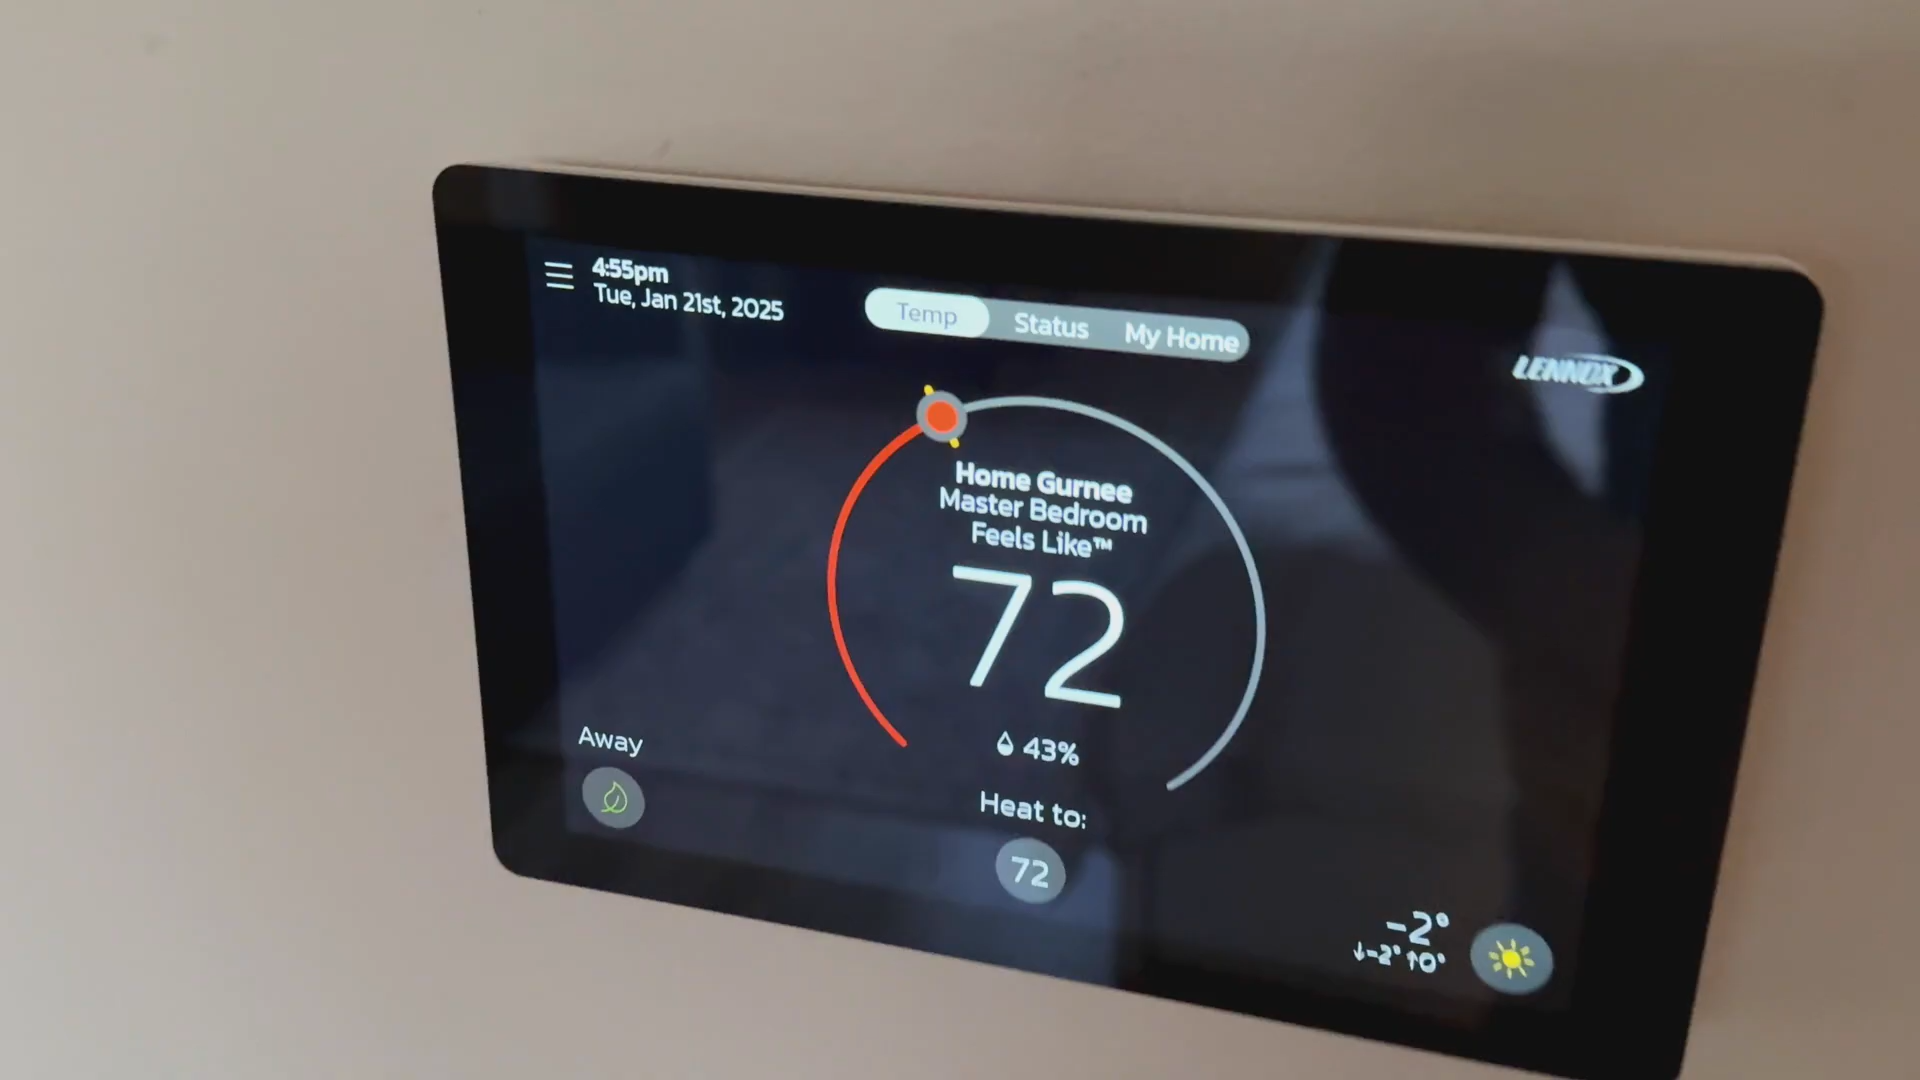 4:55pm
Tue, Jan 21st, 2025
Temp Status My Home
LENNOX
Home Gurnee
Master Bedroom
Feels Like™
72
43%
Away
Heat to:
72
-2°
↓-2° ↑0°